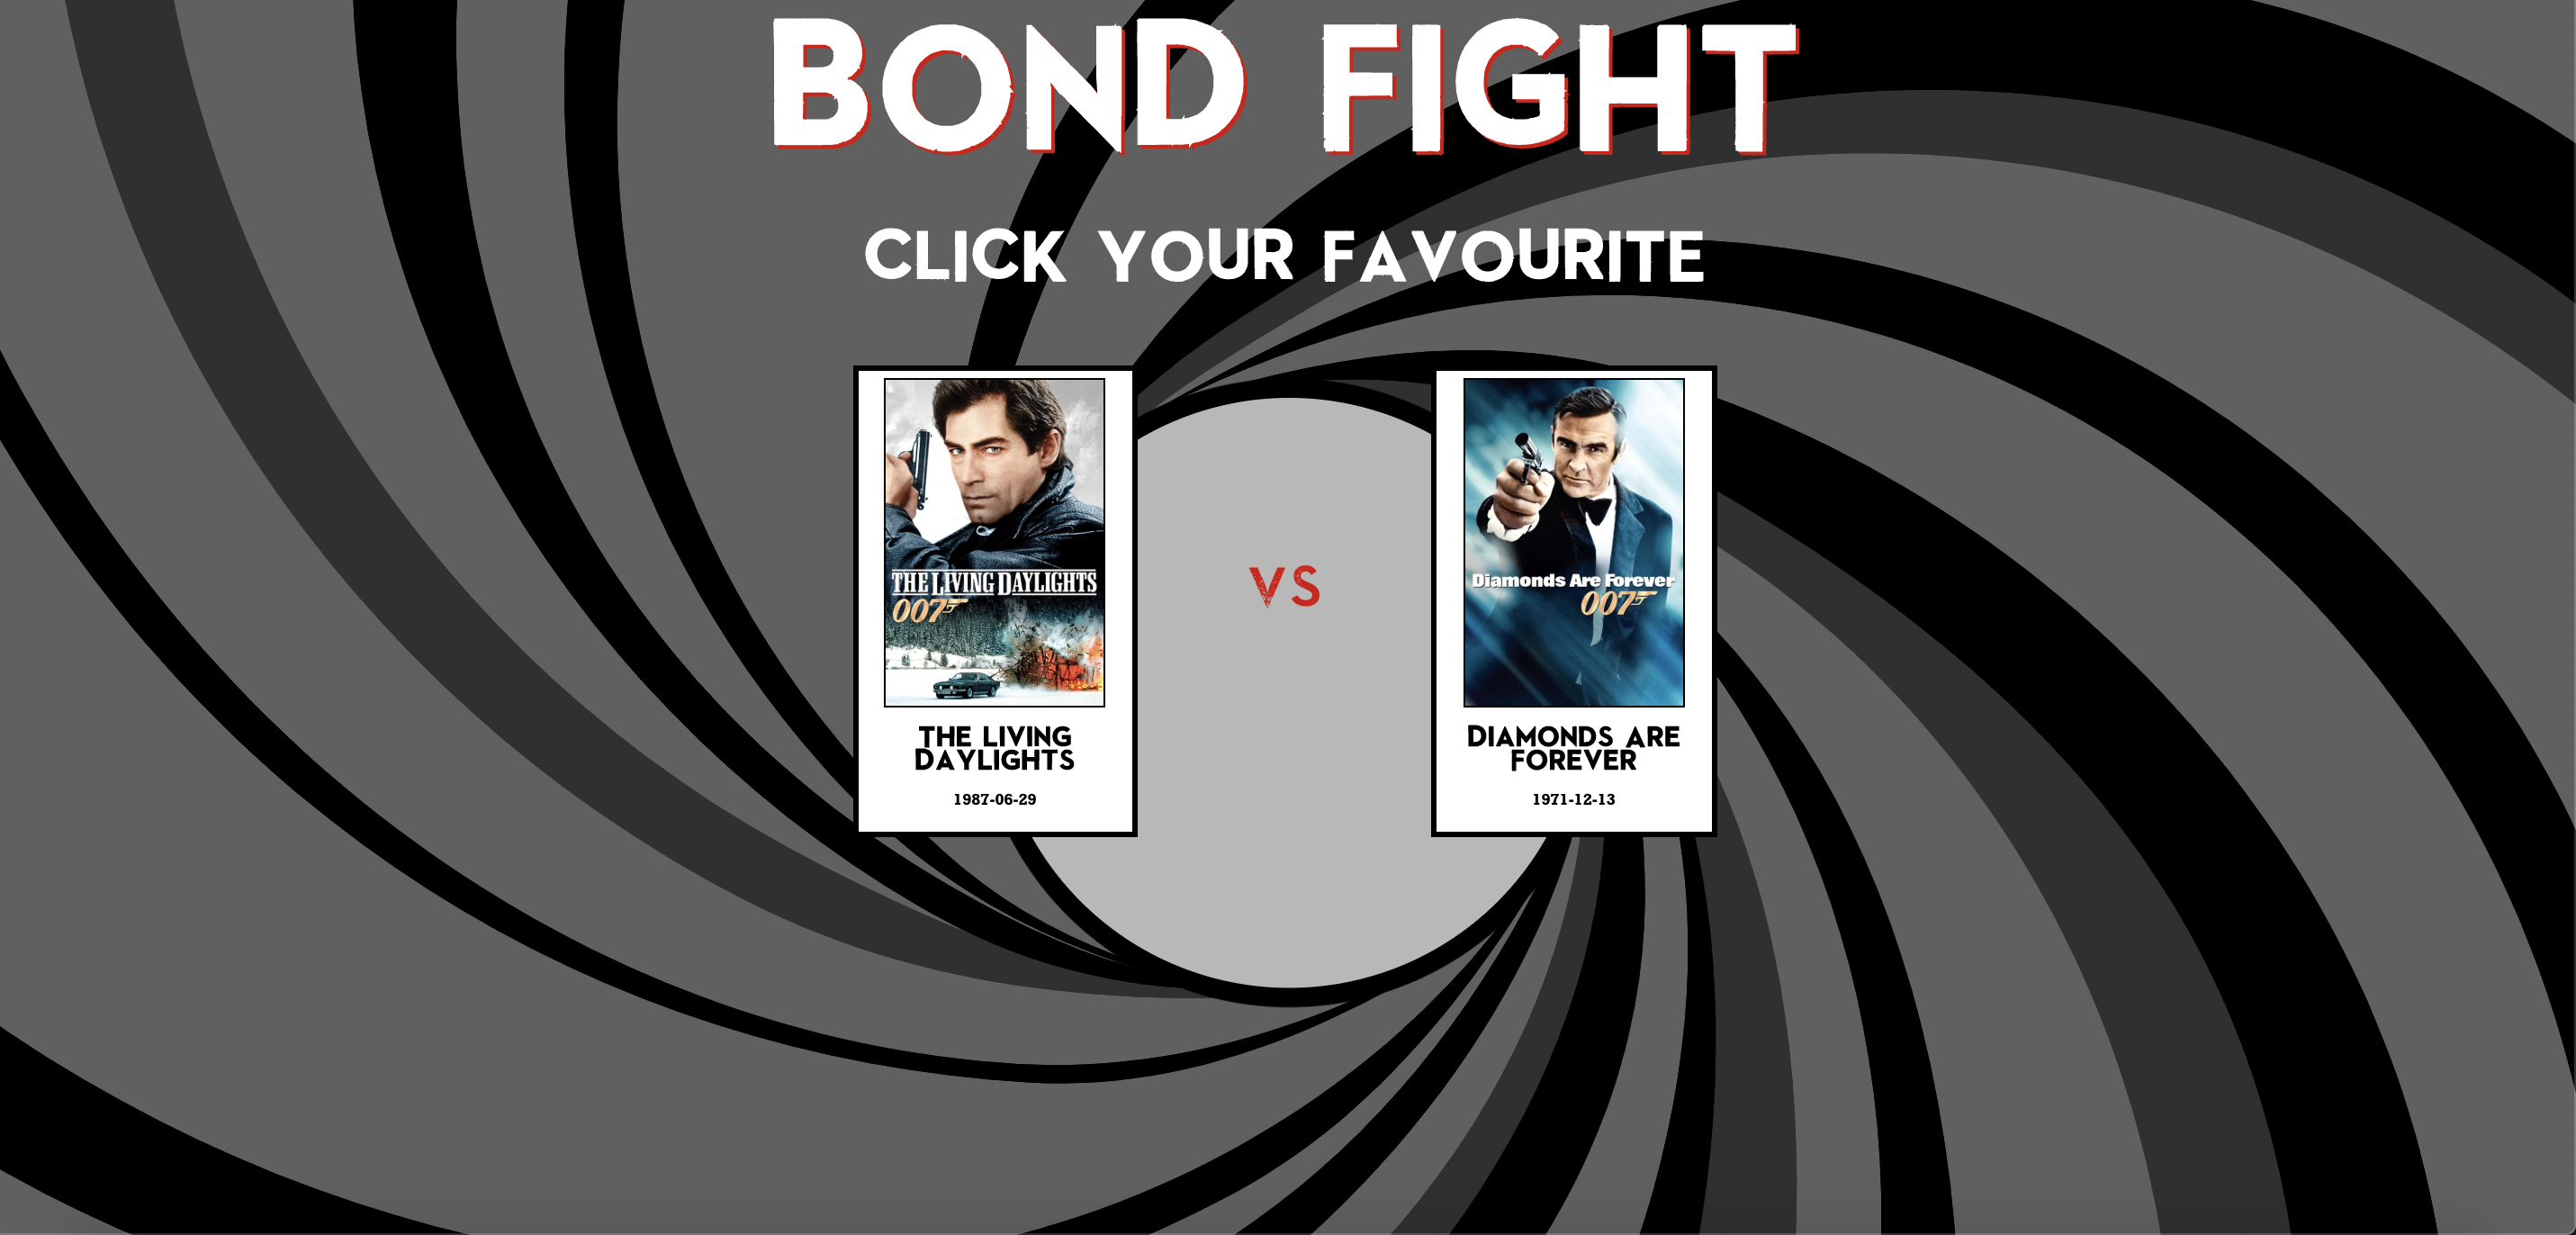 BOND FIGHT
CLICK YOUR FAVOURITE
THE LIVING DAYLIGHTS
007
THE LIVING
DAYLIGHTS
1987-06-29
VS
Diamonds Are Forever
007
DIAMONDS ARE
FOREVER
1971-12-13